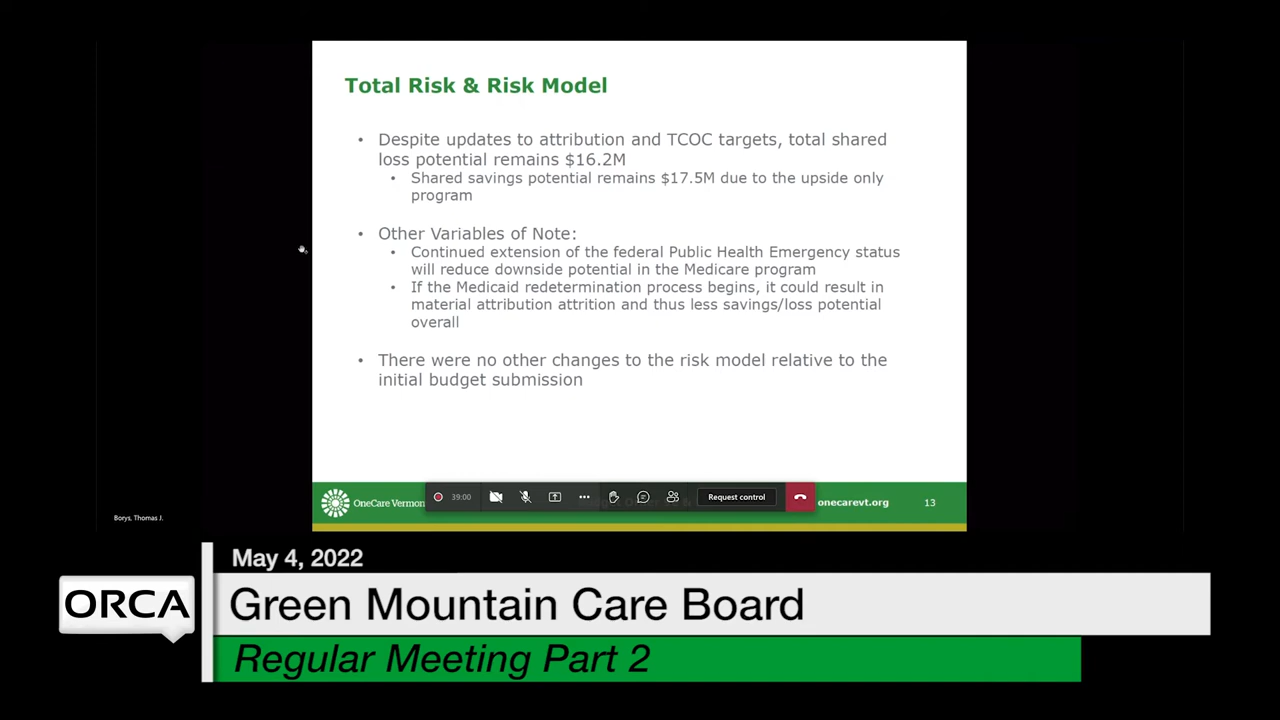 Total Risk & Risk Model
• Despite updates to attribution and TCOC targets, total shared
loss potential remains $16.2M
• Shared savings potential remains $17.5M due to the upside only
program
• Other Variables of Note:
• Continued extension of the federal Public Health Emergency status
will reduce downside potential in the Medicare program
• If the Medicaid redetermination process begins, it could result in
material attribution attrition and thus less savings/loss potential
overall
• There were no other changes to the risk model relative to the
initial budget submission
OneCare Vermon
39:00
Request control
onecarevt.org
13
Borys, Thomas J.
May 4, 2022
ORCA
Green Mountain Care Board
Regular Meeting Part 2